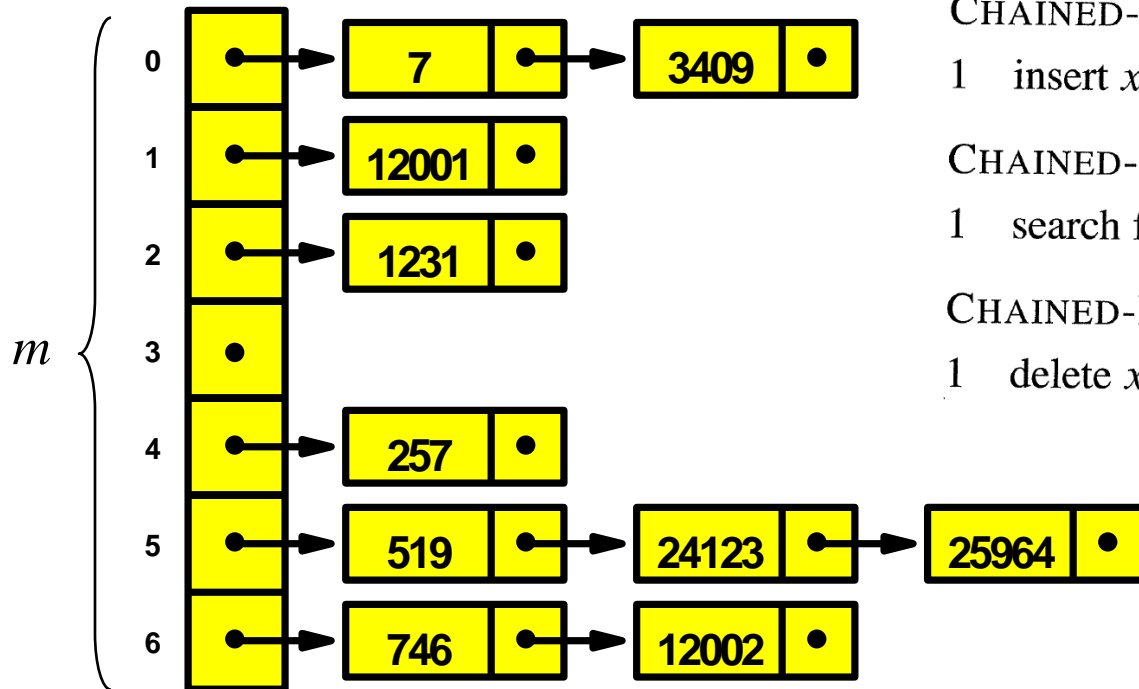 0 7 3409
1 12001
2 1231
m 3
4 257
5 519 24123 25964
6 746 12002
CHAINED-
1 insert x
CHAINED-
1 search f
CHAINED-
1 delete x